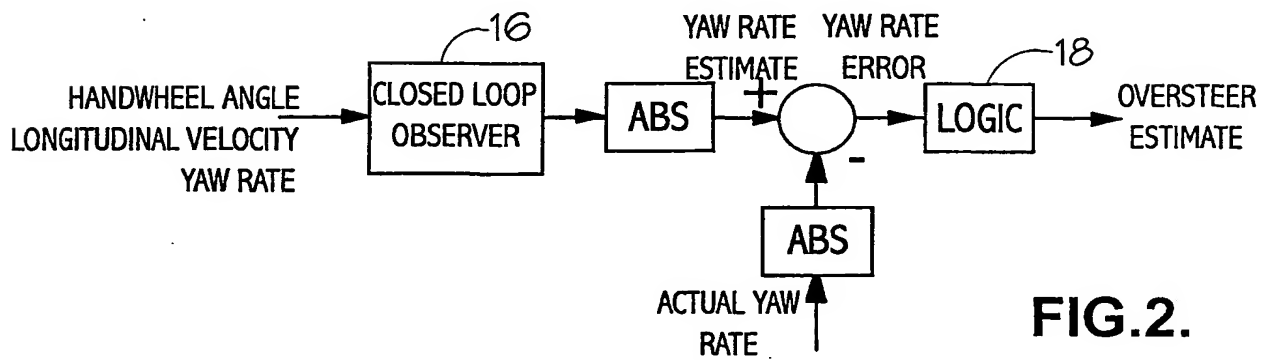 16
YAW RATE
ESTIMATE
YAW RATE
ERROR
18
HANDWHEEL ANGLE
LONGITUDINAL VELOCITY
YAW RATE
CLOSED LOOP
OBSERVER
ABS
+
-
LOGIC
OVERSTEER
ESTIMATE
ABS
ACTUAL YAW
RATE
FIG.2.